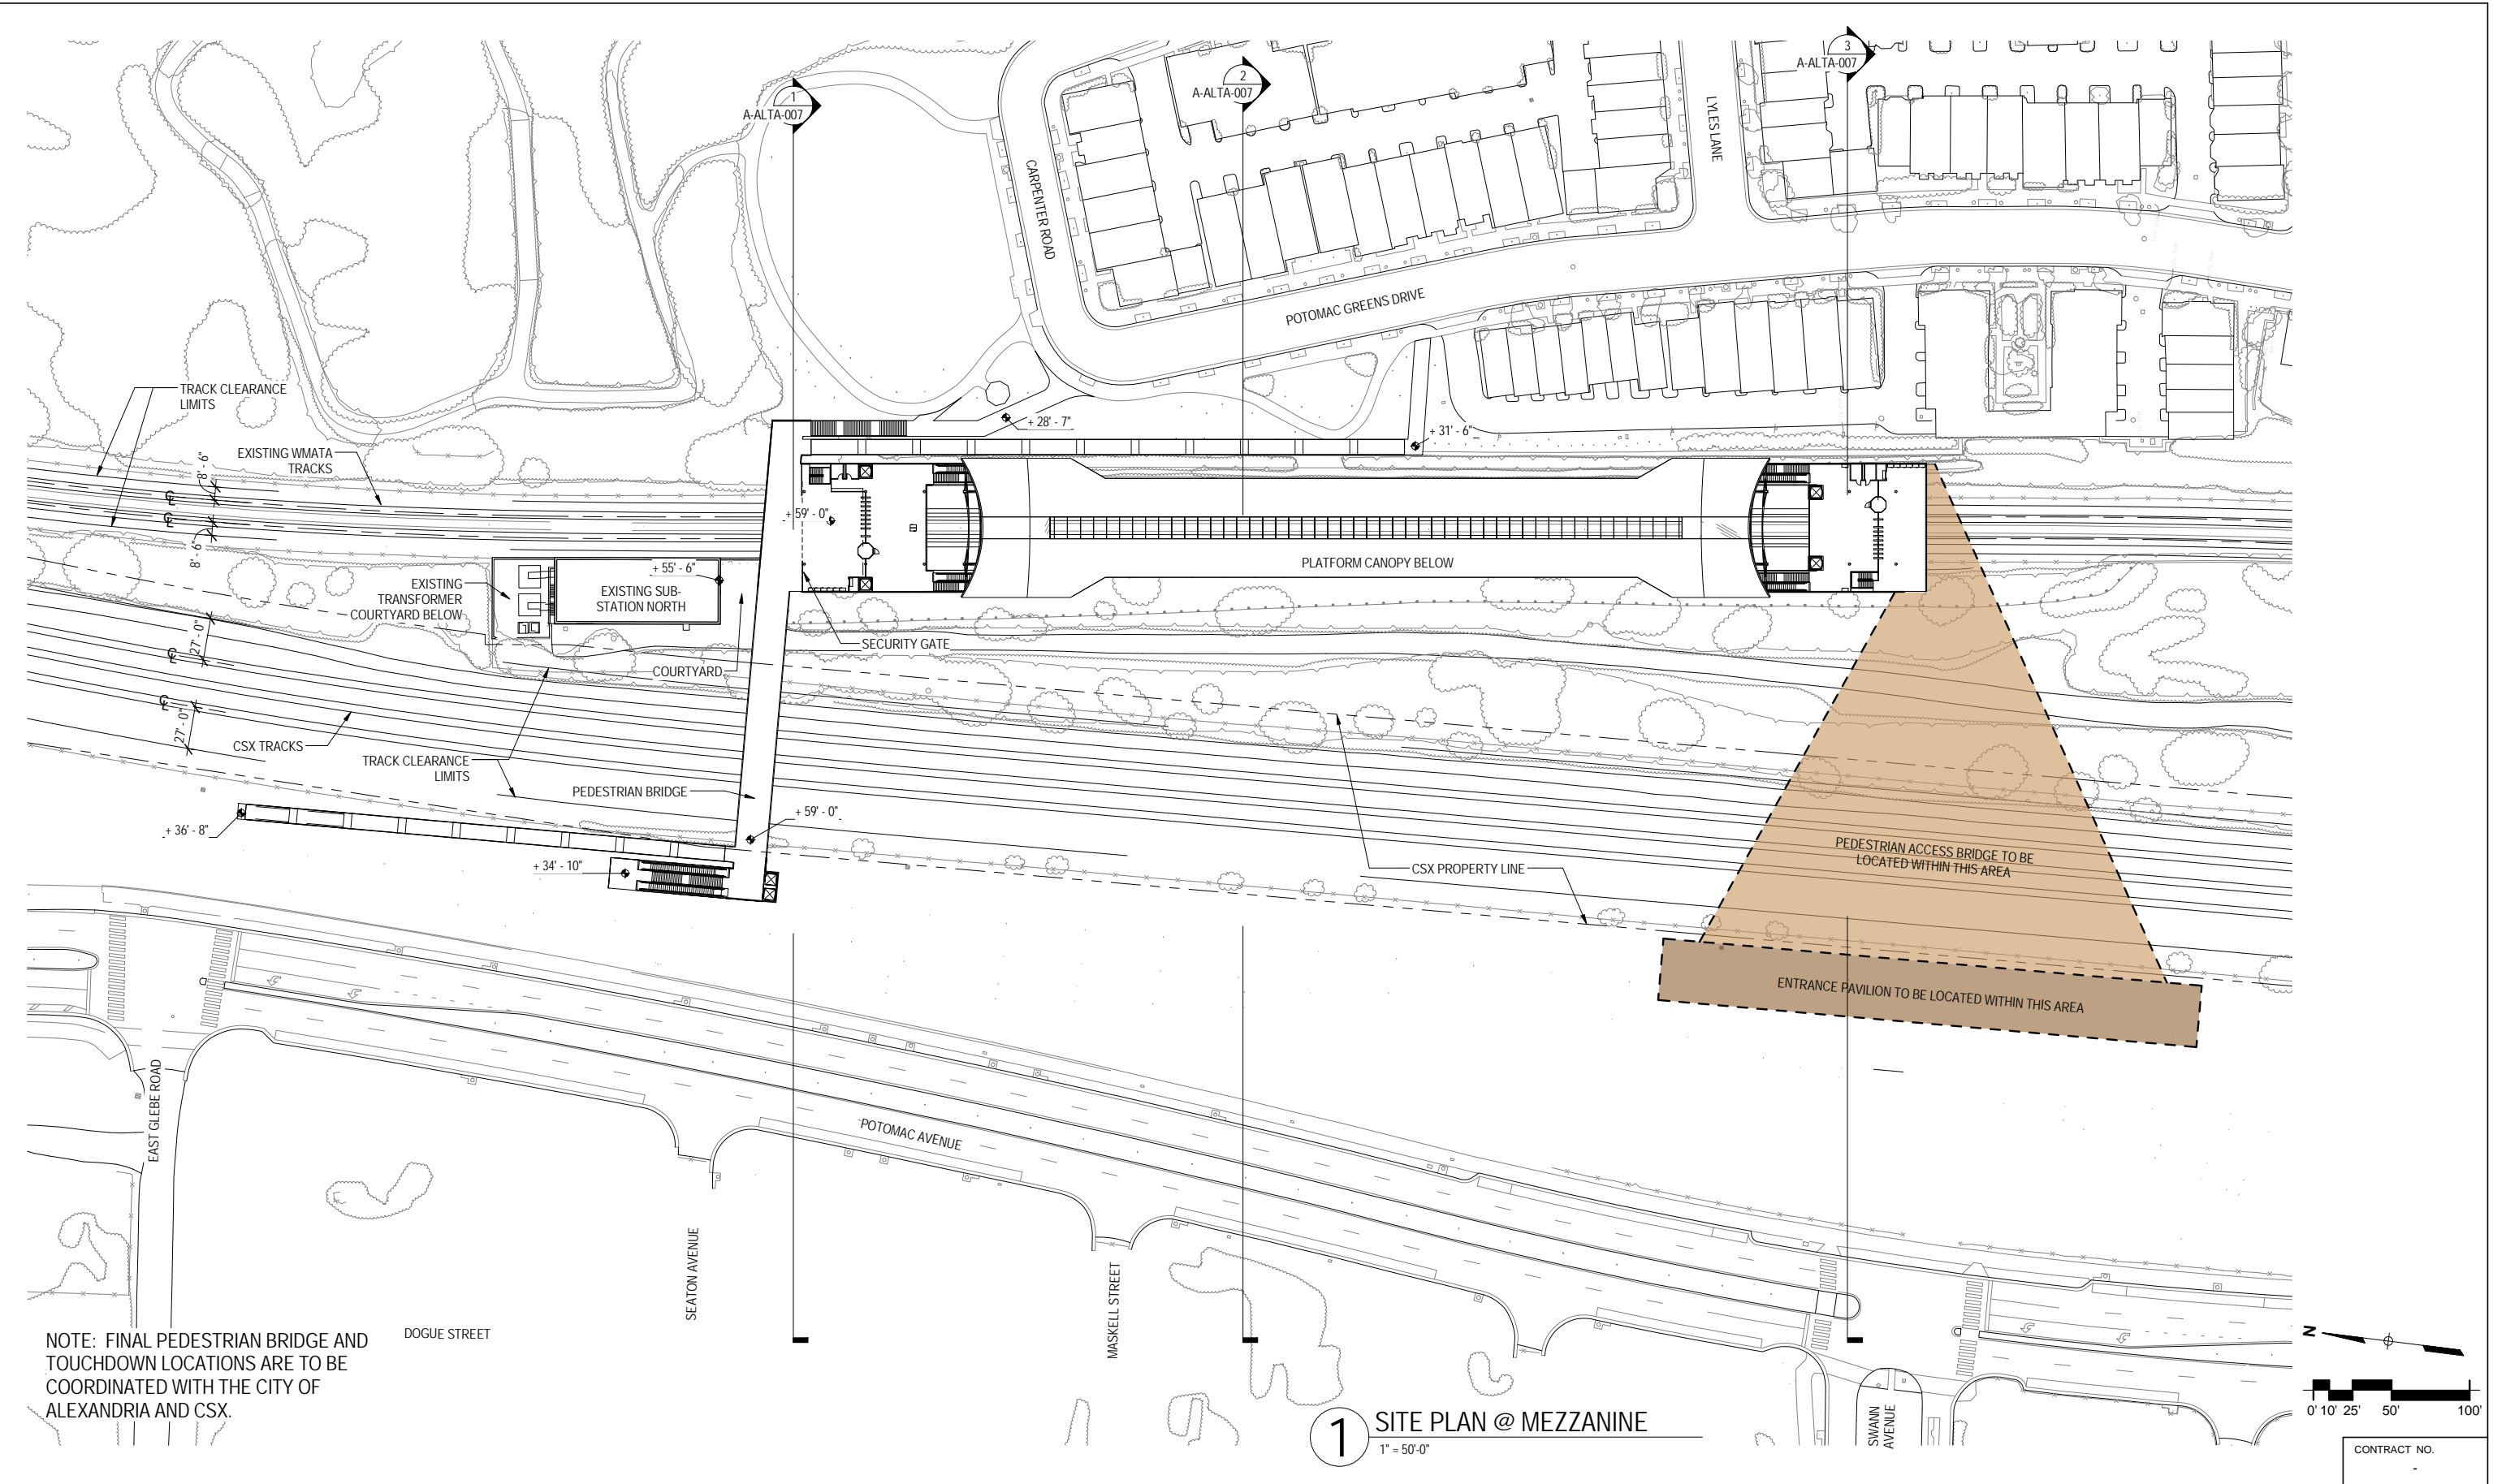 1
A-ALTA-007
2
A-ALTA-007
3
A-ALTA-007
CARPENTER ROAD
LYLES LANE
POTOMAC GREENS DRIVE
TRACK CLEARANCE
LIMITS
EXISTING WMATA
TRACKS
8' - 6"
8' - 6"
+ 28' - 7"
+ 31' - 6"
+ 59' - 0"
+ 55' - 6"
EXISTING
TRANSFORMER
COURTYARD BELOW
EXISTING SUB-
STATION NORTH
PLATFORM CANOPY BELOW
SECURITY GATE
COURTYARD
27' - 0"
27' - 0"
CSX TRACKS
TRACK CLEARANCE
LIMITS
PEDESTRIAN BRIDGE
+ 59' - 0"
+ 36' - 8"
+ 34' - 10"
CSX PROPERTY LINE
PEDESTRIAN ACCESS BRIDGE TO BE
LOCATED WITHIN THIS AREA
ENTRANCE PAVILION TO BE LOCATED WITHIN THIS AREA
EAST GLEBE ROAD
POTOMAC AVENUE
SEATON AVENUE
MASKELL STREET
DOGUE STREET
SWANN
AVENUE
NOTE: FINAL PEDESTRIAN BRIDGE AND
TOUCHDOWN LOCATIONS ARE TO BE
COORDINATED WITH THE CITY OF
ALEXANDRIA AND CSX.
1
SITE PLAN @ MEZZANINE
1" = 50'-0"
N
0' 10' 25' 50' 100'
CONTRACT NO.
-